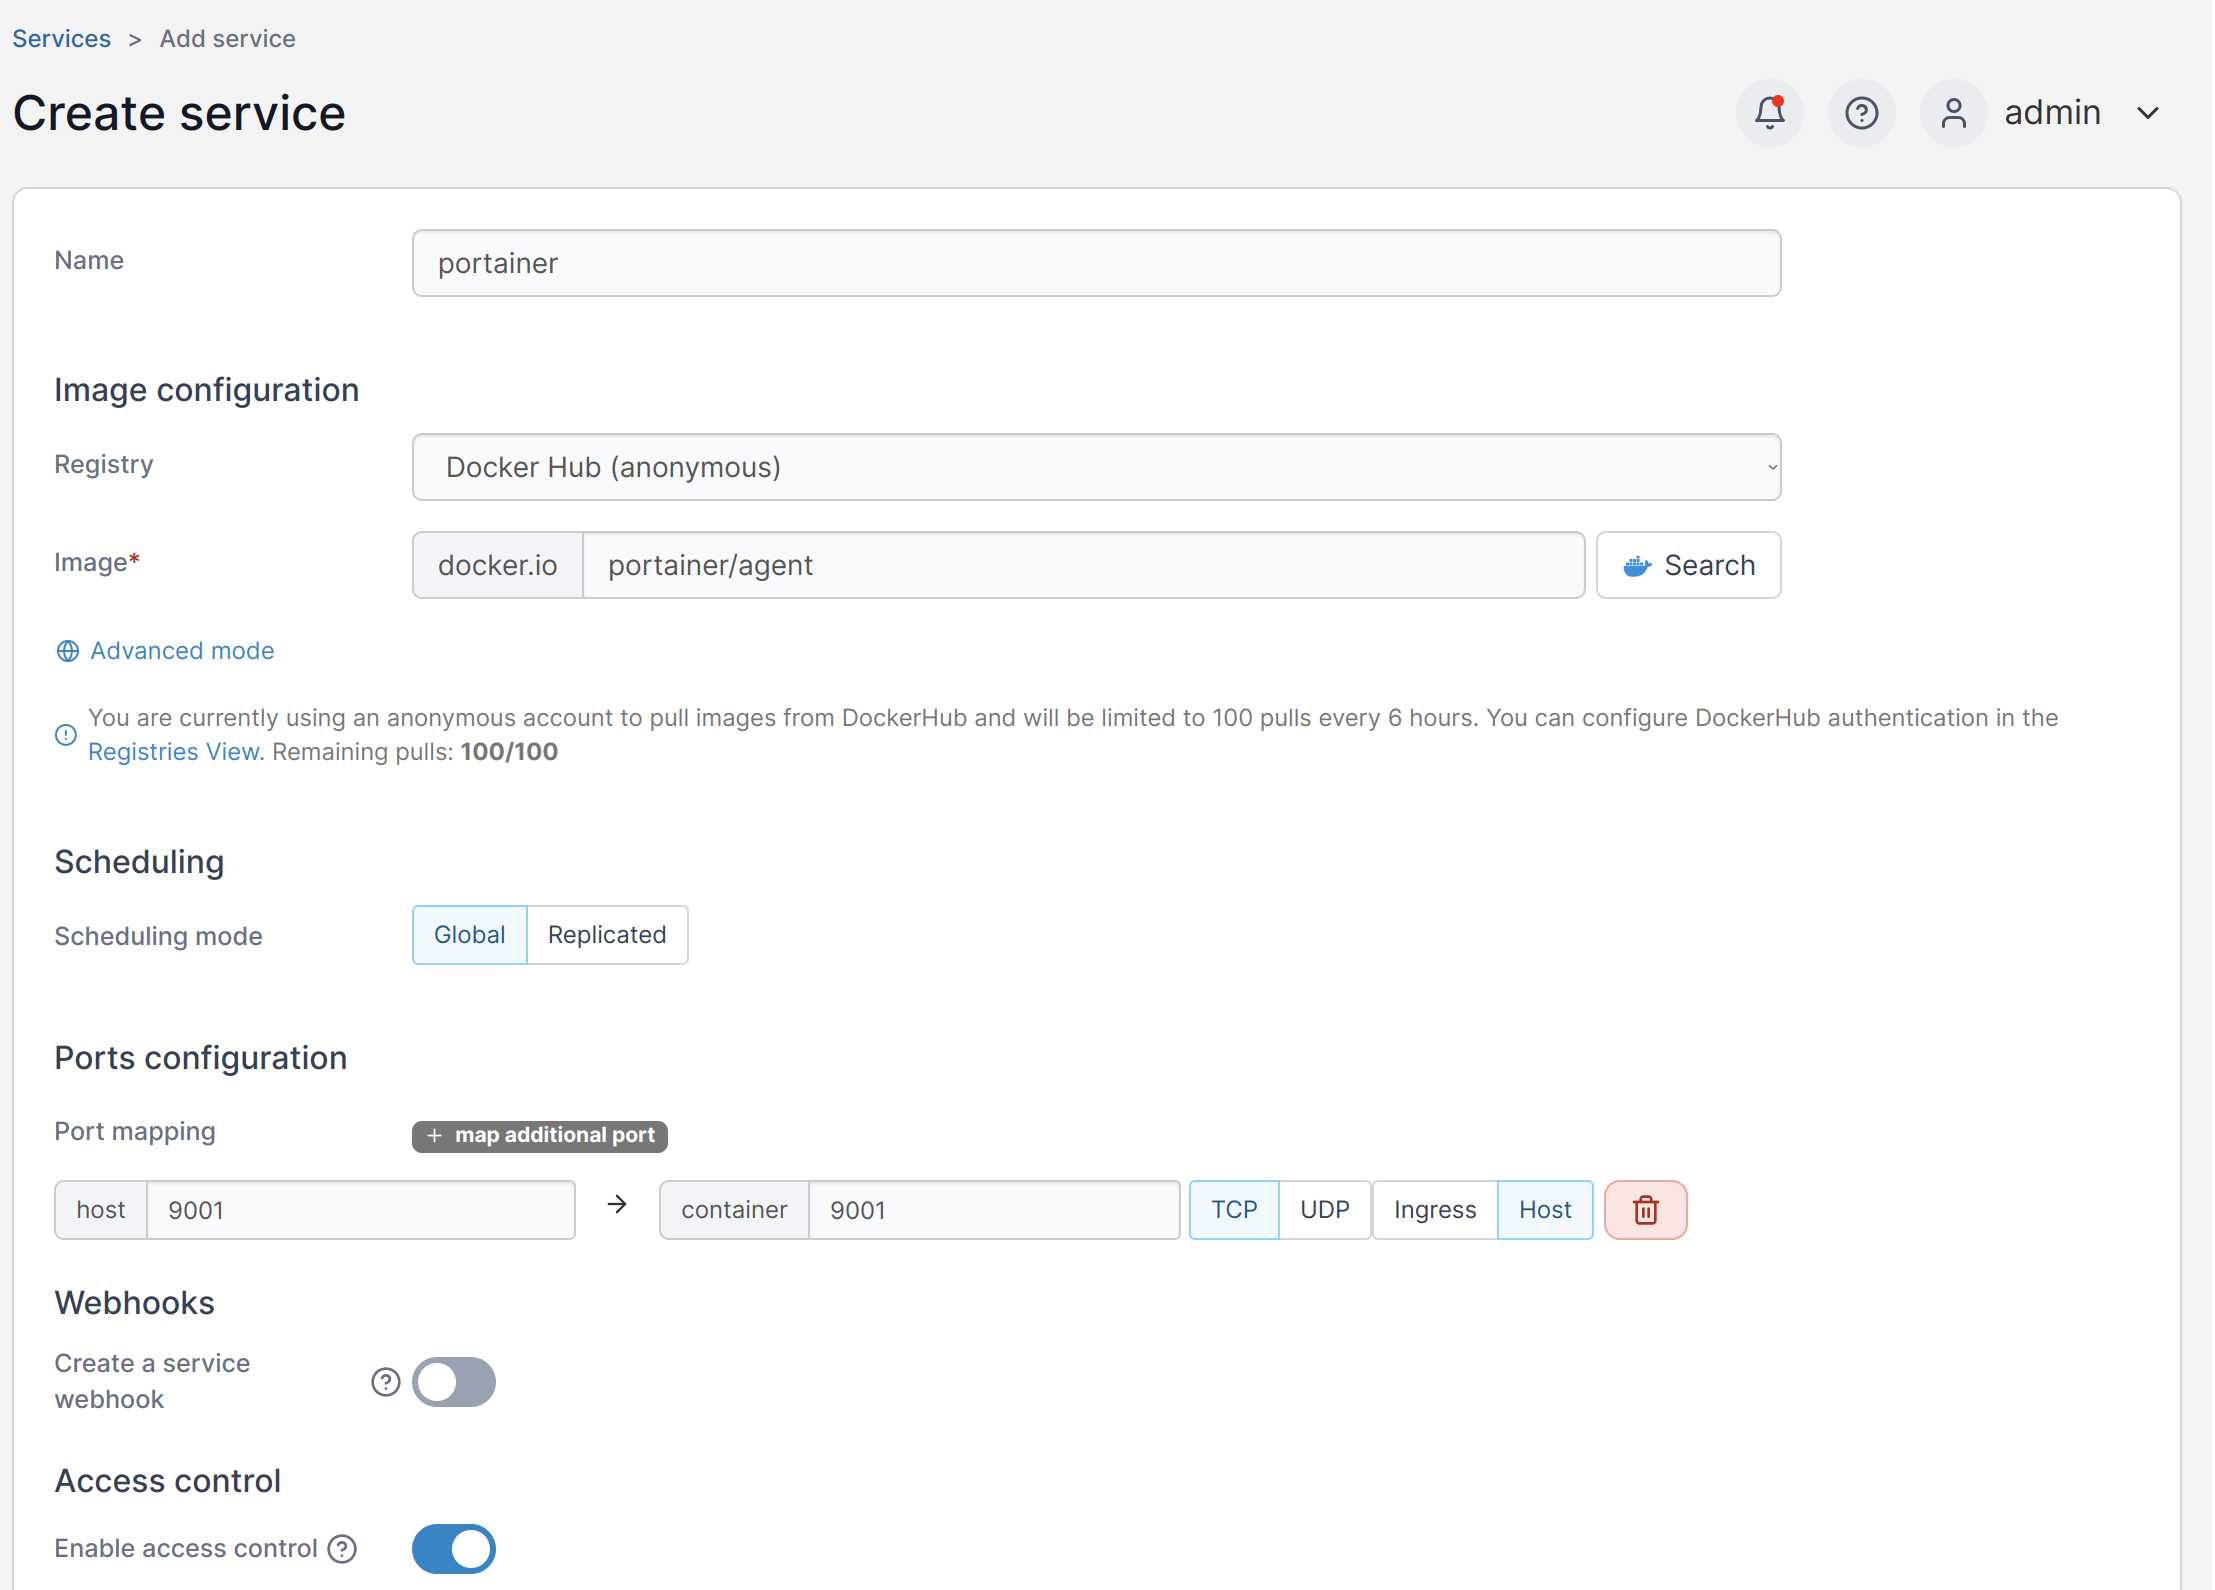 Services > Add service
Create service
admin
Name
portainer
Image configuration
Registry
Docker Hub (anonymous)
Image*
docker.io
portainer/agent
Search
Advanced mode
You are currently using an anonymous account to pull images from DockerHub and will be limited to 100 pulls every 6 hours. You can configure DockerHub authentication in the
Registries View. Remaining pulls: 100/100
Scheduling
Scheduling mode
Global
Replicated
Ports configuration
Port mapping
+ map additional port
host
9001
→
container
9001
TCP
UDP
Ingress
Host
Webhooks
Create a service
webhook
Access control
Enable access control